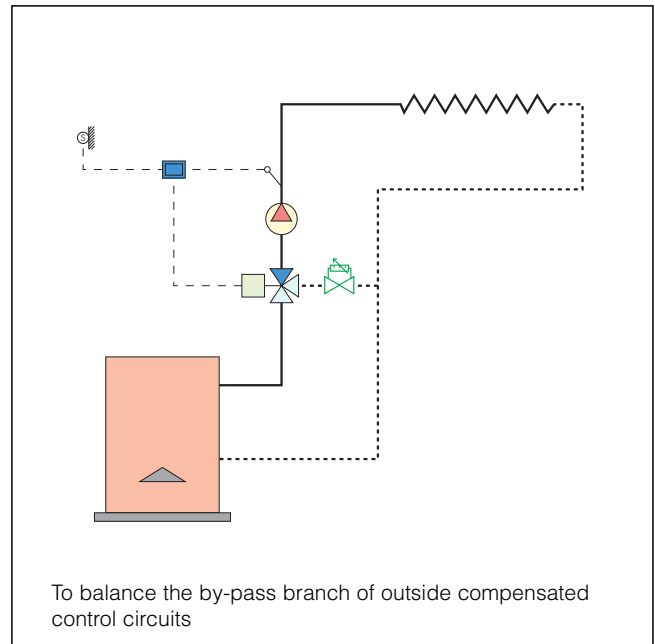 S
To balance the by-pass branch of outside compensated
control circuits